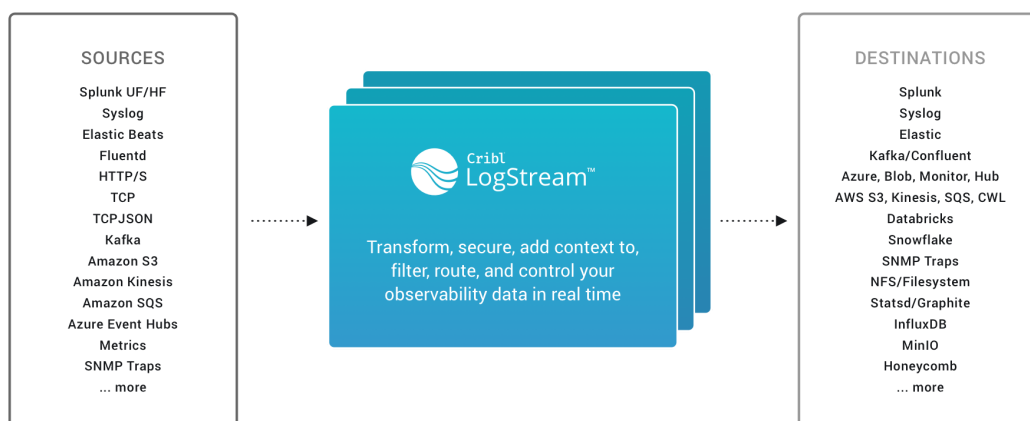 SOURCES
Splunk UF/HF
Syslog
Elastic Beats
Fluentd
HTTP/S
TCP
TCPJSON
Kafka
Amazon S3
Amazon Kinesis
Amazon SQS
Azure Event Hubs
Metrics
SNMP Traps
... more
Cribl
LogStream™
Transform, secure, add context to,
filter, route, and control your
observability data in real time
DESTINATIONS
Splunk
Syslog
Elastic
Kafka/Confluent
Azure, Blob, Monitor, Hub
AWS S3, Kinesis, SQS, CWL
Databricks
Snowflake
SNMP Traps
NFS/Filesystem
Statsd/Graphite
InfluxDB
MinIO
Honeycomb
... more